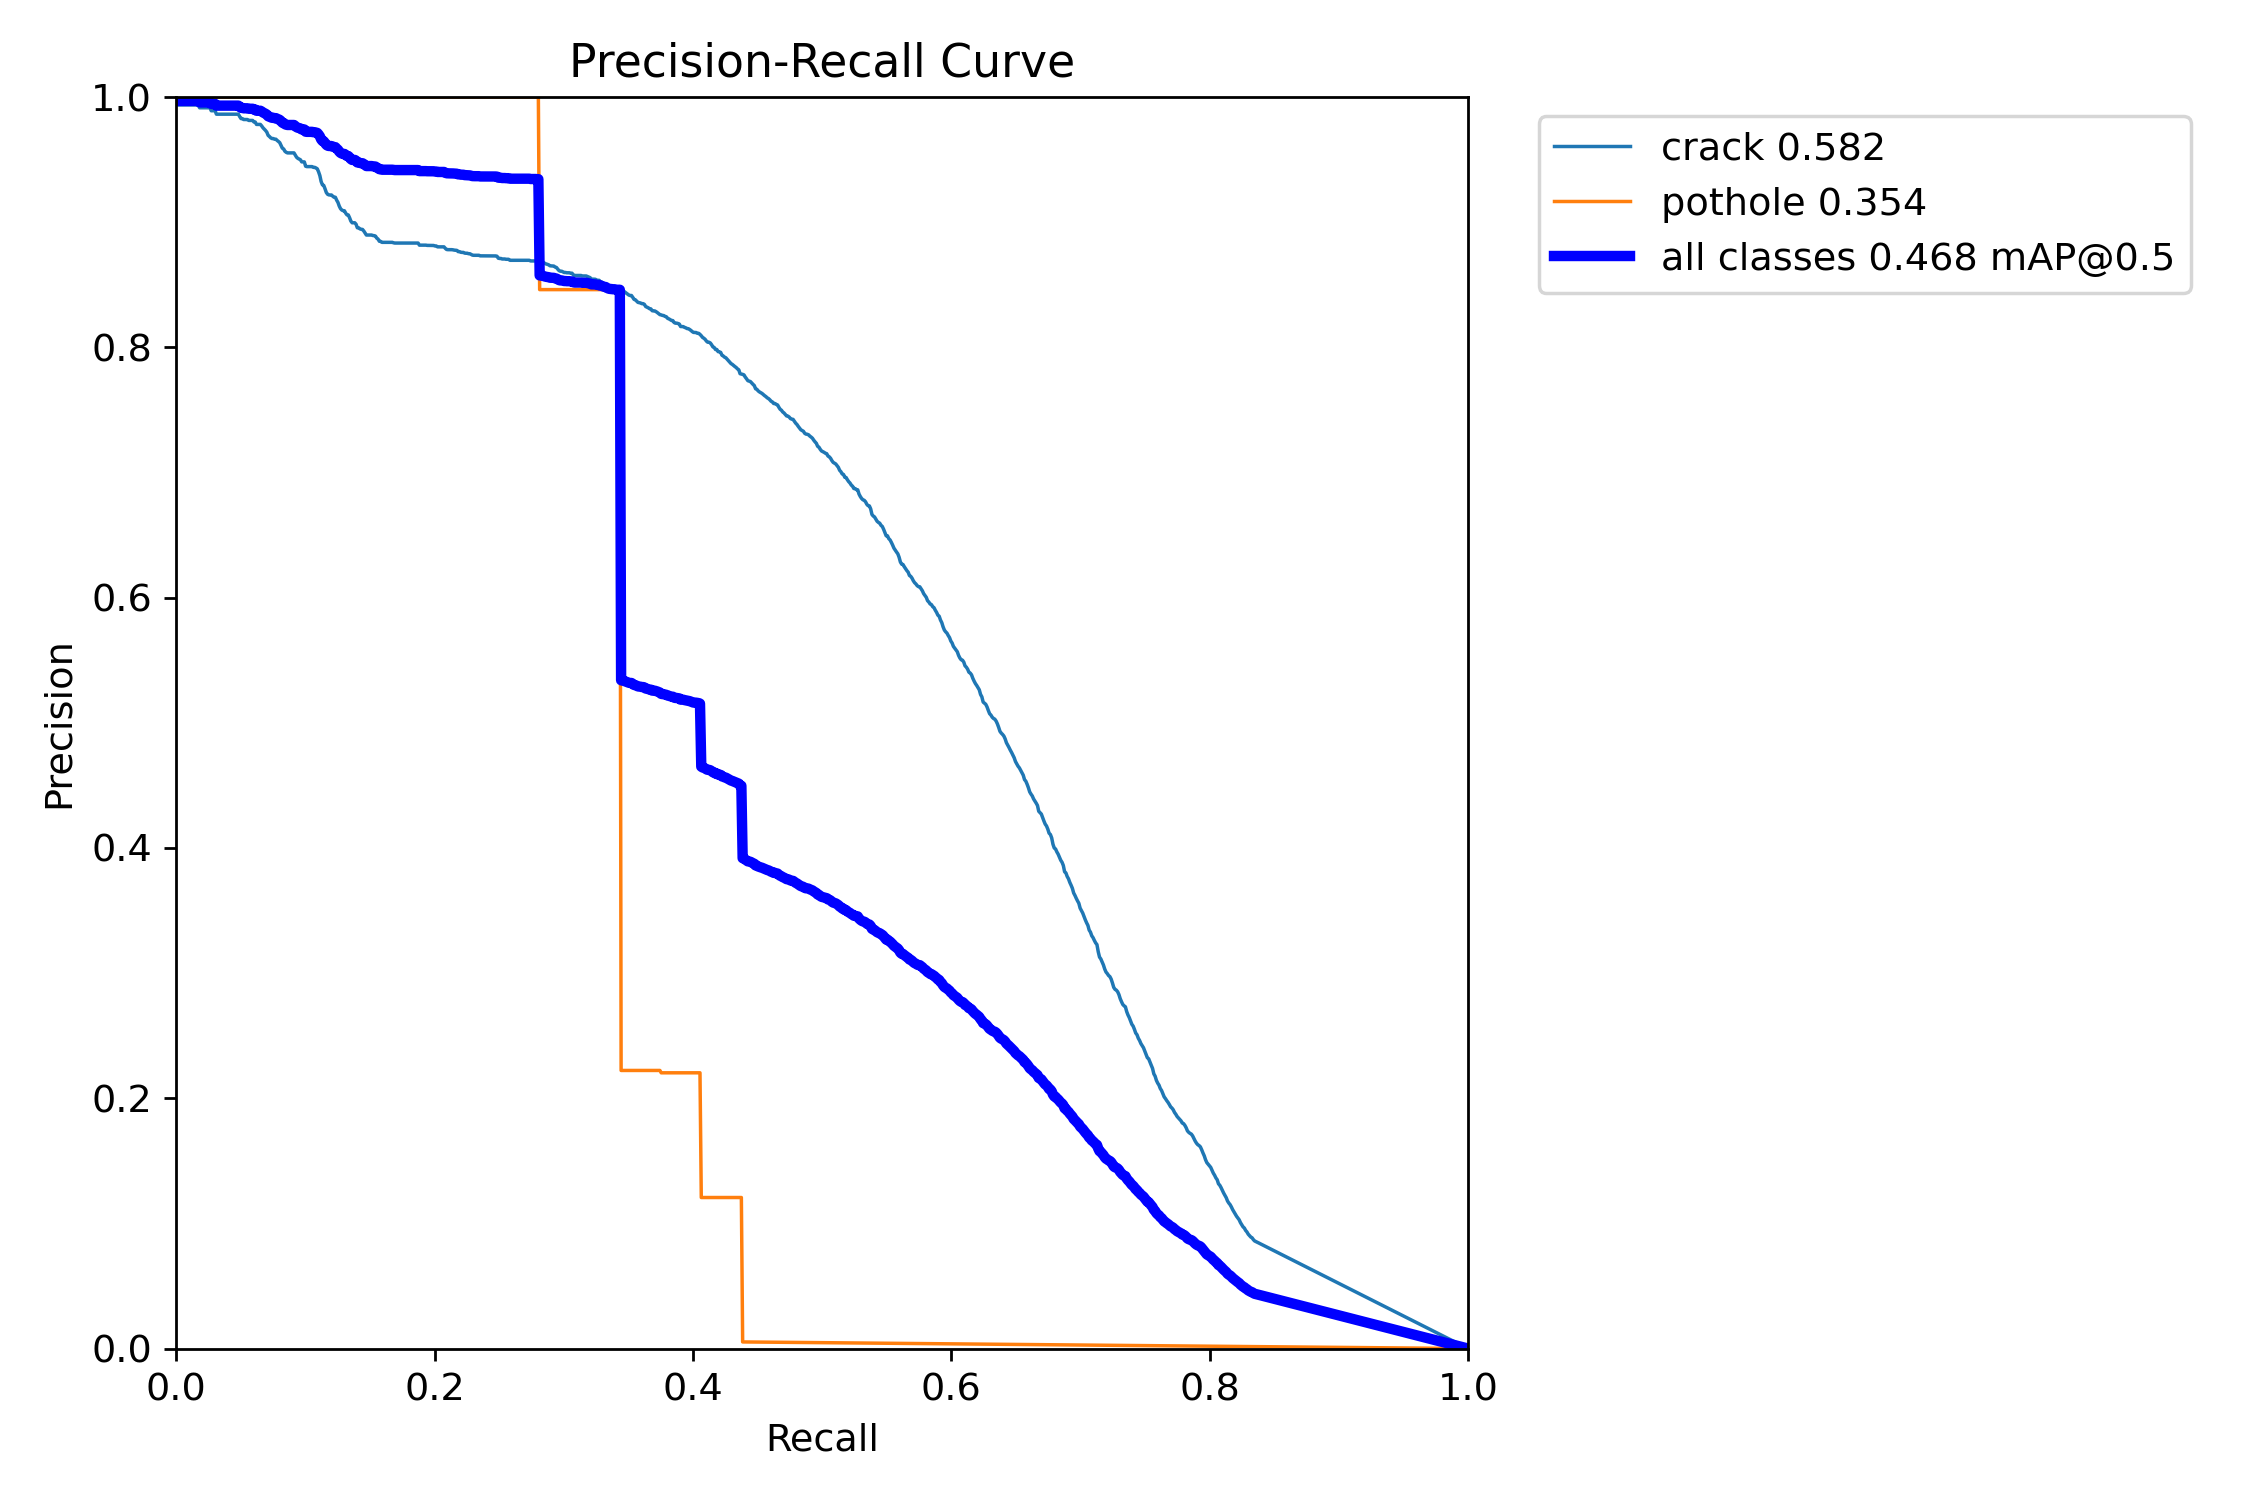 Precision-Recall Curve
crack 0.582
pothole 0.354
all classes 0.468 mAP@0.5
Precision
1.0
0.8
0.6
0.4
0.2
0.0
0.0 0.2 0.4 0.6 0.8 1.0
Recall